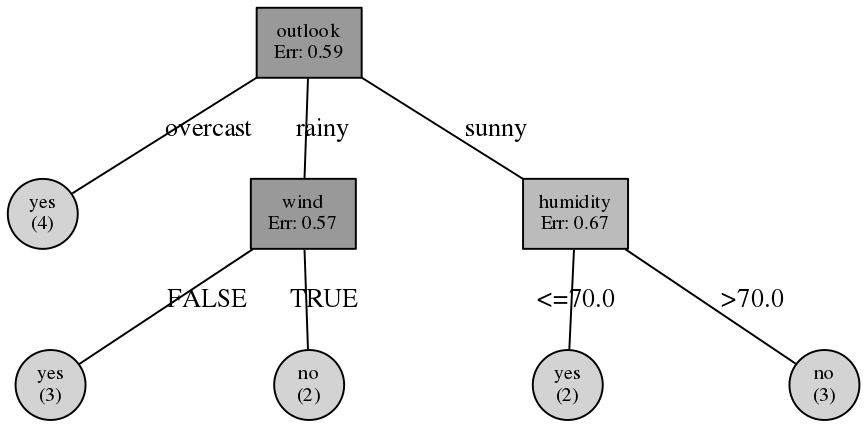 outlook
Err: 0.59
overcast
rainy
sunny
yes
(4)
wind
Err: 0.57
humidity
Err: 0.67
FALSE
TRUE
<=70.0
>70.0
yes
(3)
no
(2)
yes
(2)
no
(3)